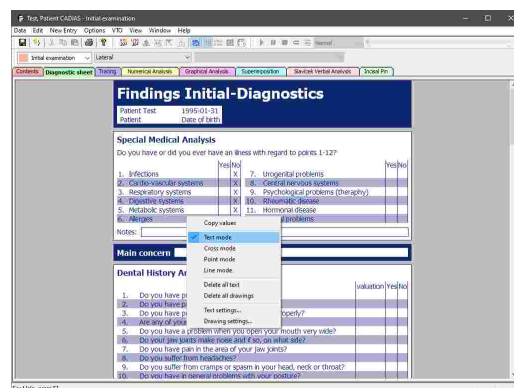 Test, Patient CADIAS - Initial examination
Data Edit New Entry Options VTO View Window Help
Normal
Initial examination Lateral
Contents Diagnostic sheet Tracing Numerical Analysis Graphical Analysis Superimposition Slavicek Verbal Analysis Incisal Pin
Findings Initial-Diagnostics
Patient Test 1995-01-31
Patient Date of birth
Special Medical Analysis
Do you have or did you ever have an illness with regard to points 1-12?
Yes No Yes No
1. Infections X 7. Urogenital problems
2. Cardio-vascular systems X 8. Central nervous systems
3. Respiratory systems X 9. Psychological problems (theraphy)
4. Digestive systems X 10. Rheumatic disease
5. Metabolic systems X 11. Hormonal disease
6. Allergies problems
Notes:
Copy values
Text mode
Cross mode
Point mode
Line mode
Delete all text
Delete all drawings
Text settings...
Drawing settings...
Main concern
Dental History
valuation Yes No
1. Do you have
2. Do you have
3. Do you have operly?
4. Are any of your
5. Do you have a problem when you open your mouth very wide?
6. Do your jaw joints make noise and if so, on what side?
7. Do you have pain in the area of your jaw joints?
8. Do you suffer from headaches?
9. Do you suffer from cramps or spasm in your head, neck or throat?
10. Do you have in general problems with your posture?